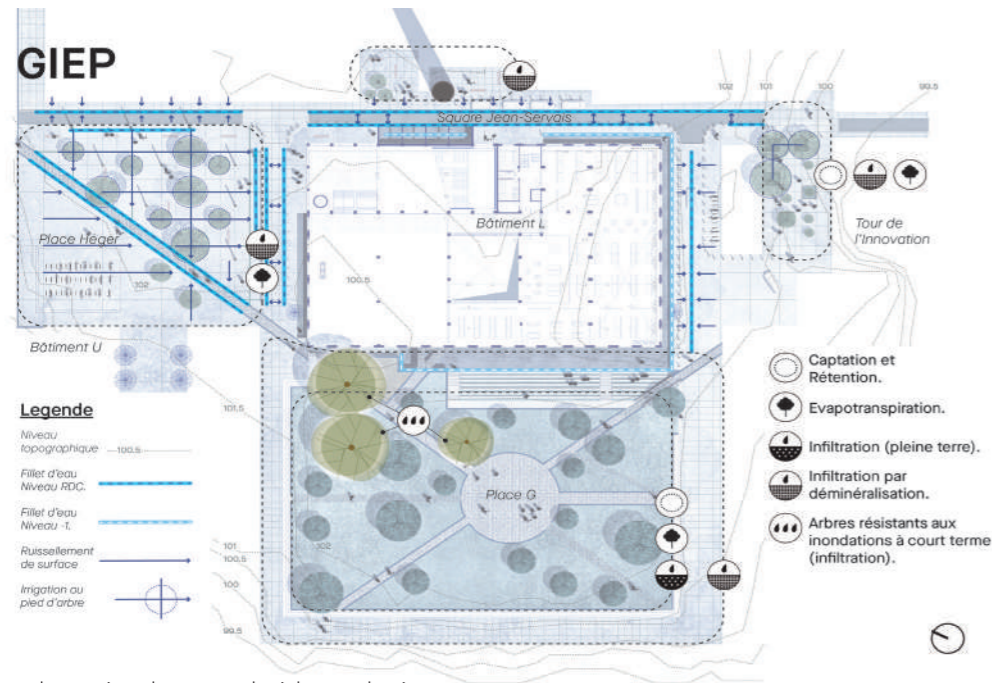 GIEP
102
101
100
99.5
Square Jean-Servais
Tour de
l'Innovation
Bâtiment L
Place Héger
100.5
102
Bâtiment U
101.5
Place G
101
102
100.5
100
99.5
Legende
Niveau
topographique
100.5
Fillet d'eau
Niveau RDC.
Fillet d'eau
Niveau -1.
Ruissellement
de surface
Irrigation au
pied d'arbre
Captation et
Rétention.
Evapotranspiration.
Infiltration (pleine terre).
Infiltration par
déminéralisation.
Arbres résistants aux
inondations à court terme
(infiltration).